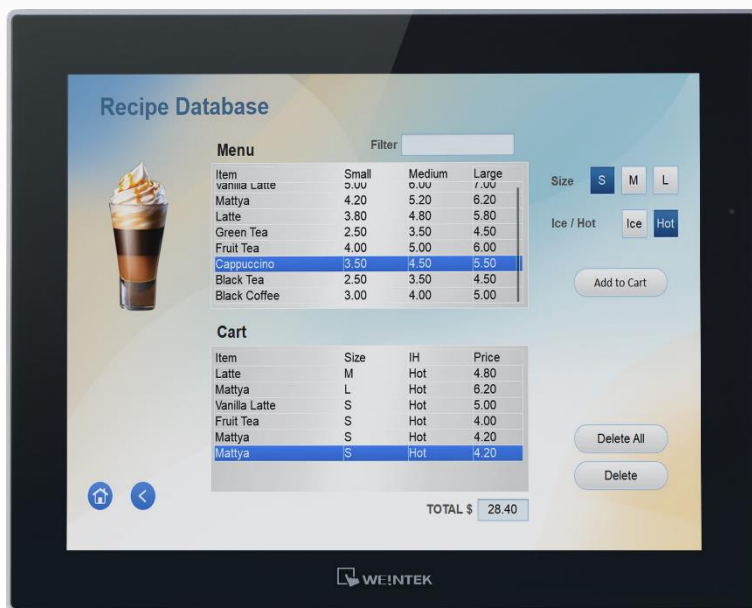 Recipe Database
Menu
Filter
Item Small Medium Large
Vanilla Latte 5.00 6.00 7.00
Mattya 4.20 5.20 6.20
Latte 3.80 4.80 5.80
Green Tea 2.50 3.50 4.50
Fruit Tea 4.00 5.00 6.00
Cappuccino 3.50 4.50 5.50
Black Tea 2.50 3.50 4.50
Black Coffee 3.00 4.00 5.00
Size S M L
Ice / Hot Ice Hot
Add to Cart
Cart
Item Size IH Price
Latte M Hot 4.80
Mattya L Hot 6.20
Vanilla Latte S Hot 5.00
Fruit Tea S Hot 4.00
Mattya S Hot 4.20
Mattya S Hot 4.20
Delete All
Delete
TOTAL $ 28.40
WEINTEK